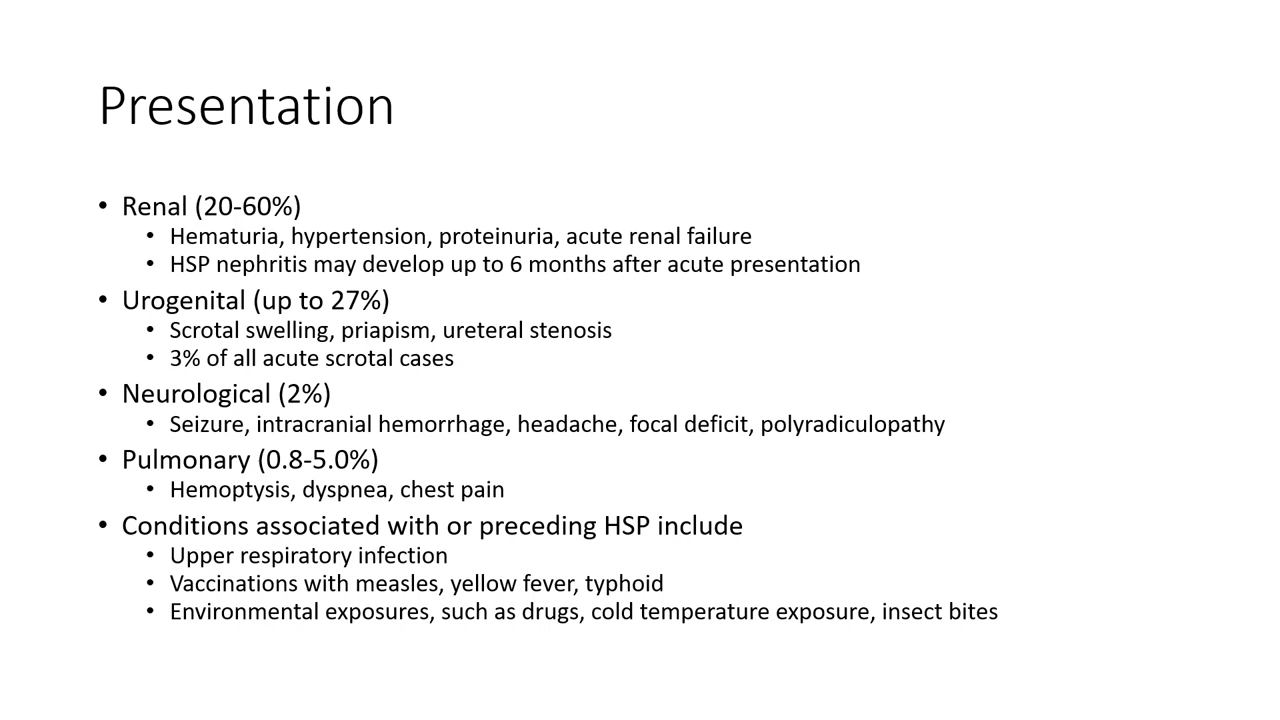 Presentation
• Renal (20-60%)
• Hematuria, hypertension, proteinuria, acute renal failure
• HSP nephritis may develop up to 6 months after acute presentation
• Urogenital (up to 27%)
• Scrotal swelling, priapism, ureteral stenosis
• 3% of all acute scrotal cases
• Neurological (2%)
• Seizure, intracranial hemorrhage, headache, focal deficit, polyradiculopathy
• Pulmonary (0.8-5.0%)
• Hemoptysis, dyspnea, chest pain
• Conditions associated with or preceding HSP include
• Upper respiratory infection
• Vaccinations with measles, yellow fever, typhoid
• Environmental exposures, such as drugs, cold temperature exposure, insect bites